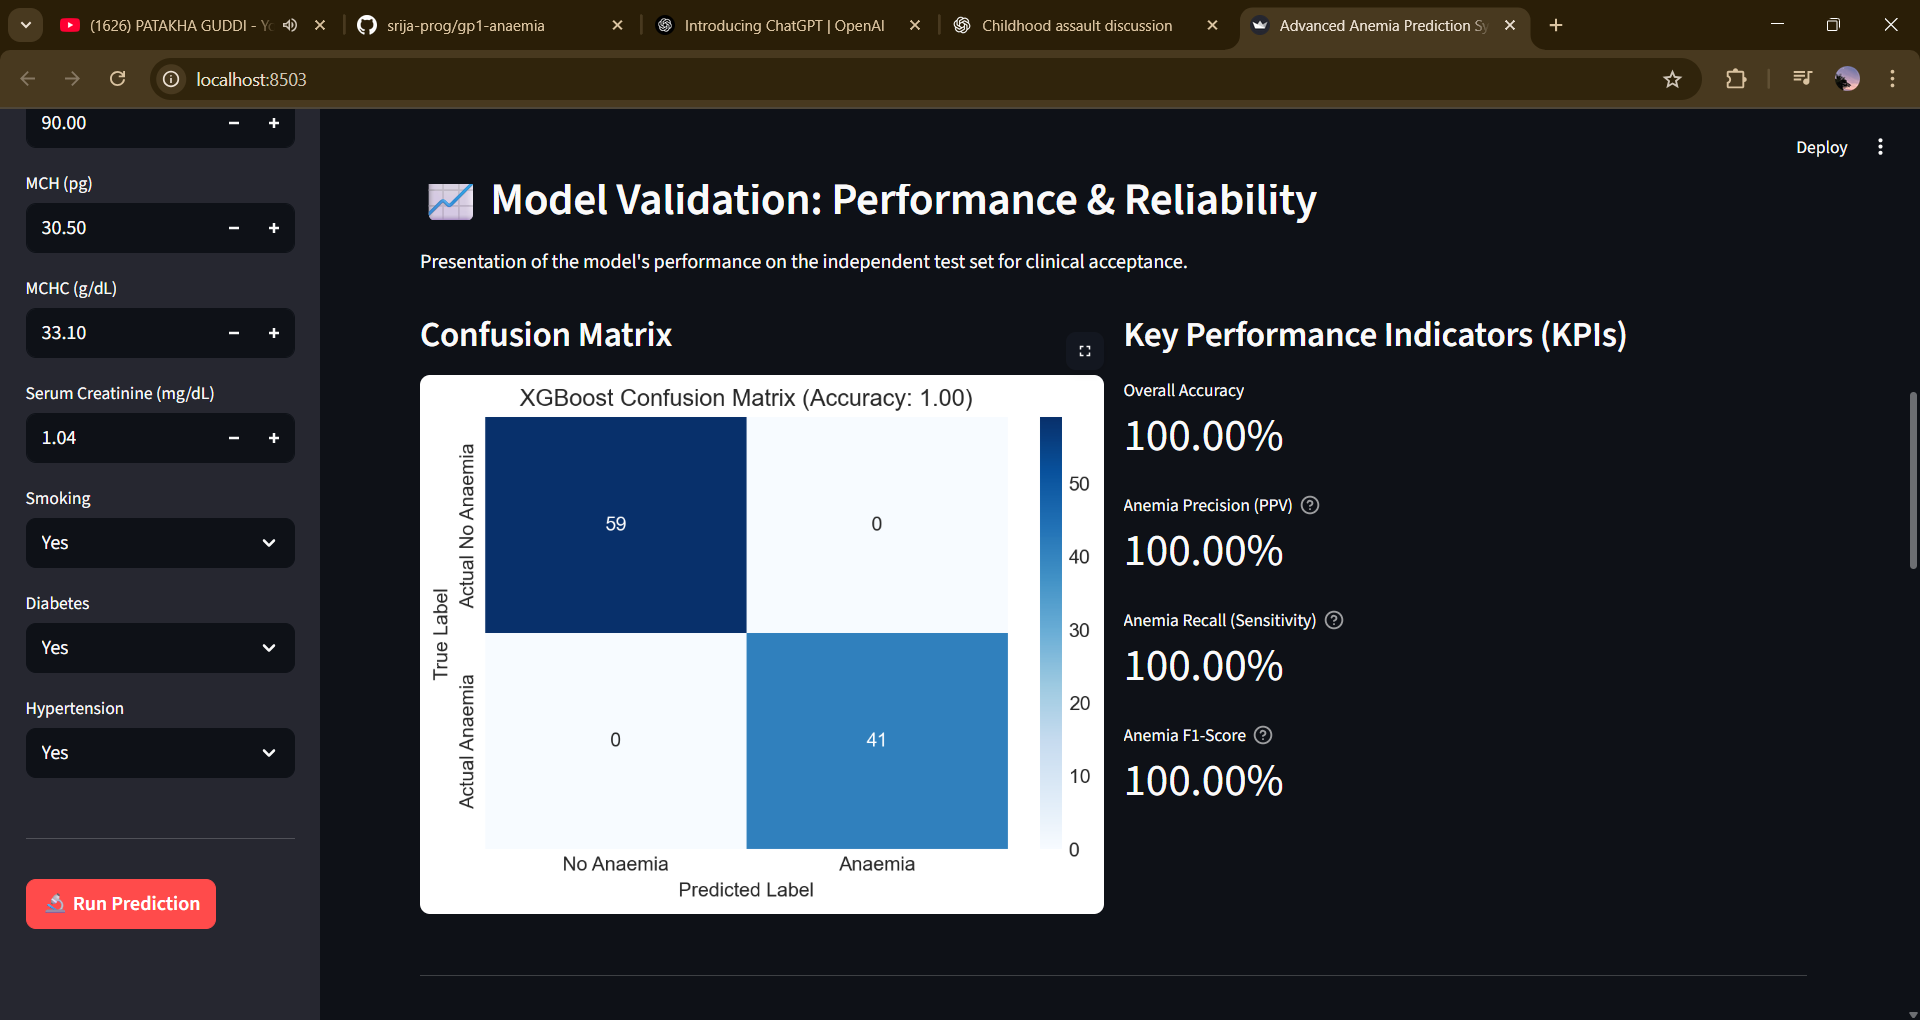 (1626) PATAKHA GUDDI - Yo
srija-prog/gp1-anaemia
Introducing ChatGPT | OpenAI
Childhood assault discussion
Advanced Anemia Prediction Sy
localhost:8503
Deploy
90.00
MCH (pg)
30.50
MCHC (g/dL)
33.10
Serum Creatinine (mg/dL)
1.04
Smoking
Yes
Diabetes
Yes
Hypertension
Yes
Run Prediction
Model Validation: Performance & Reliability
Presentation of the model's performance on the independent test set for clinical acceptance.
Confusion Matrix
XGBoost Confusion Matrix (Accuracy: 1.00)
True Label
Actual No Anaemia
Actual Anaemia
59
0
0
41
No Anaemia
Anaemia
Predicted Label
50
40
30
20
10
0
Key Performance Indicators (KPIs)
Overall Accuracy
100.00%
Anemia Precision (PPV)
100.00%
Anemia Recall (Sensitivity)
100.00%
Anemia F1-Score
100.00%